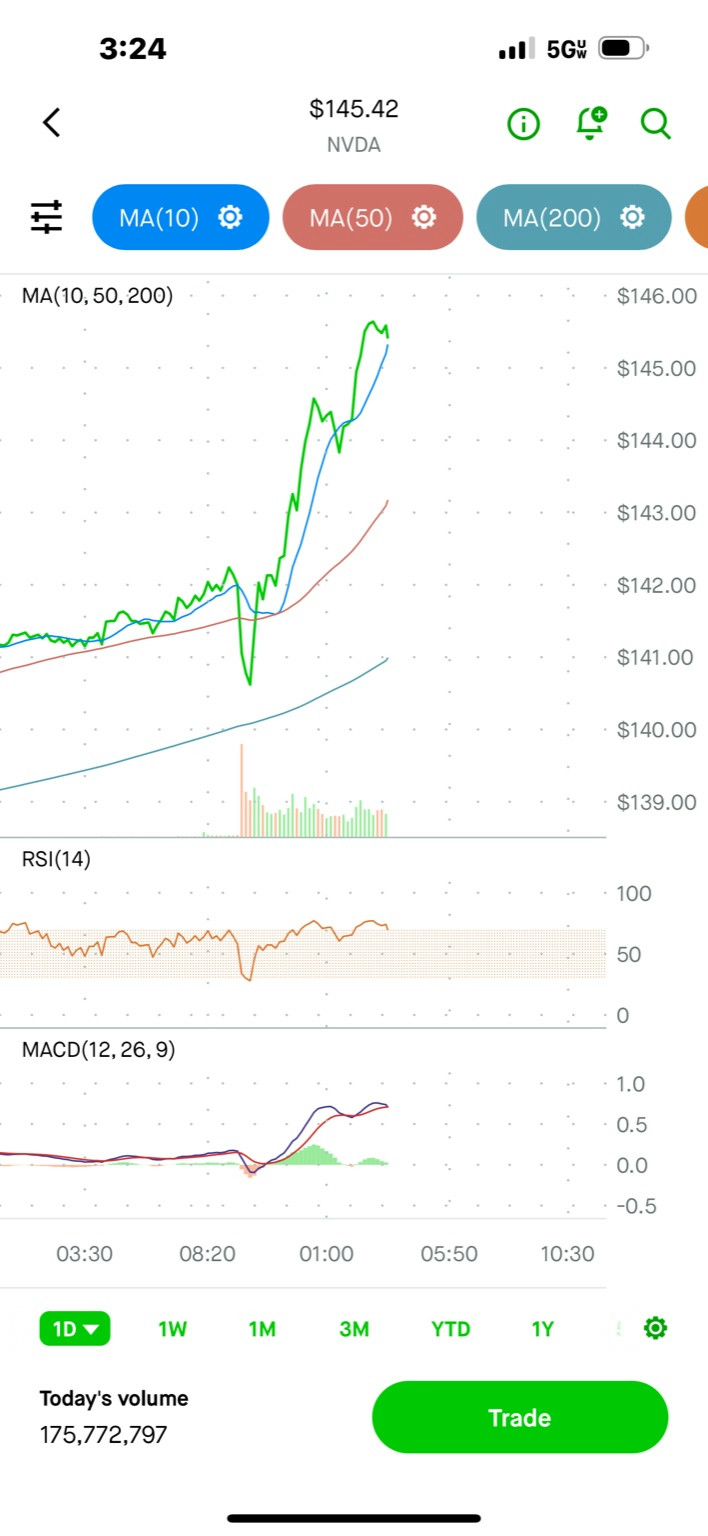 3:24
5GUW
$145.42
NVDA
MA(10)
MA(50)
MA(200)
MA(10, 50, 200)
$146.00
$145.00
$144.00
$143.00
$142.00
$141.00
$140.00
$139.00
RSI(14)
100
50
0
MACD(12, 26, 9)
1.0
0.5
0.0
-0.5
03:30 08:20 01:00 05:50 10:30
1D 1W 1M 3M YTD 1Y
Today's volume
175,772,797
Trade